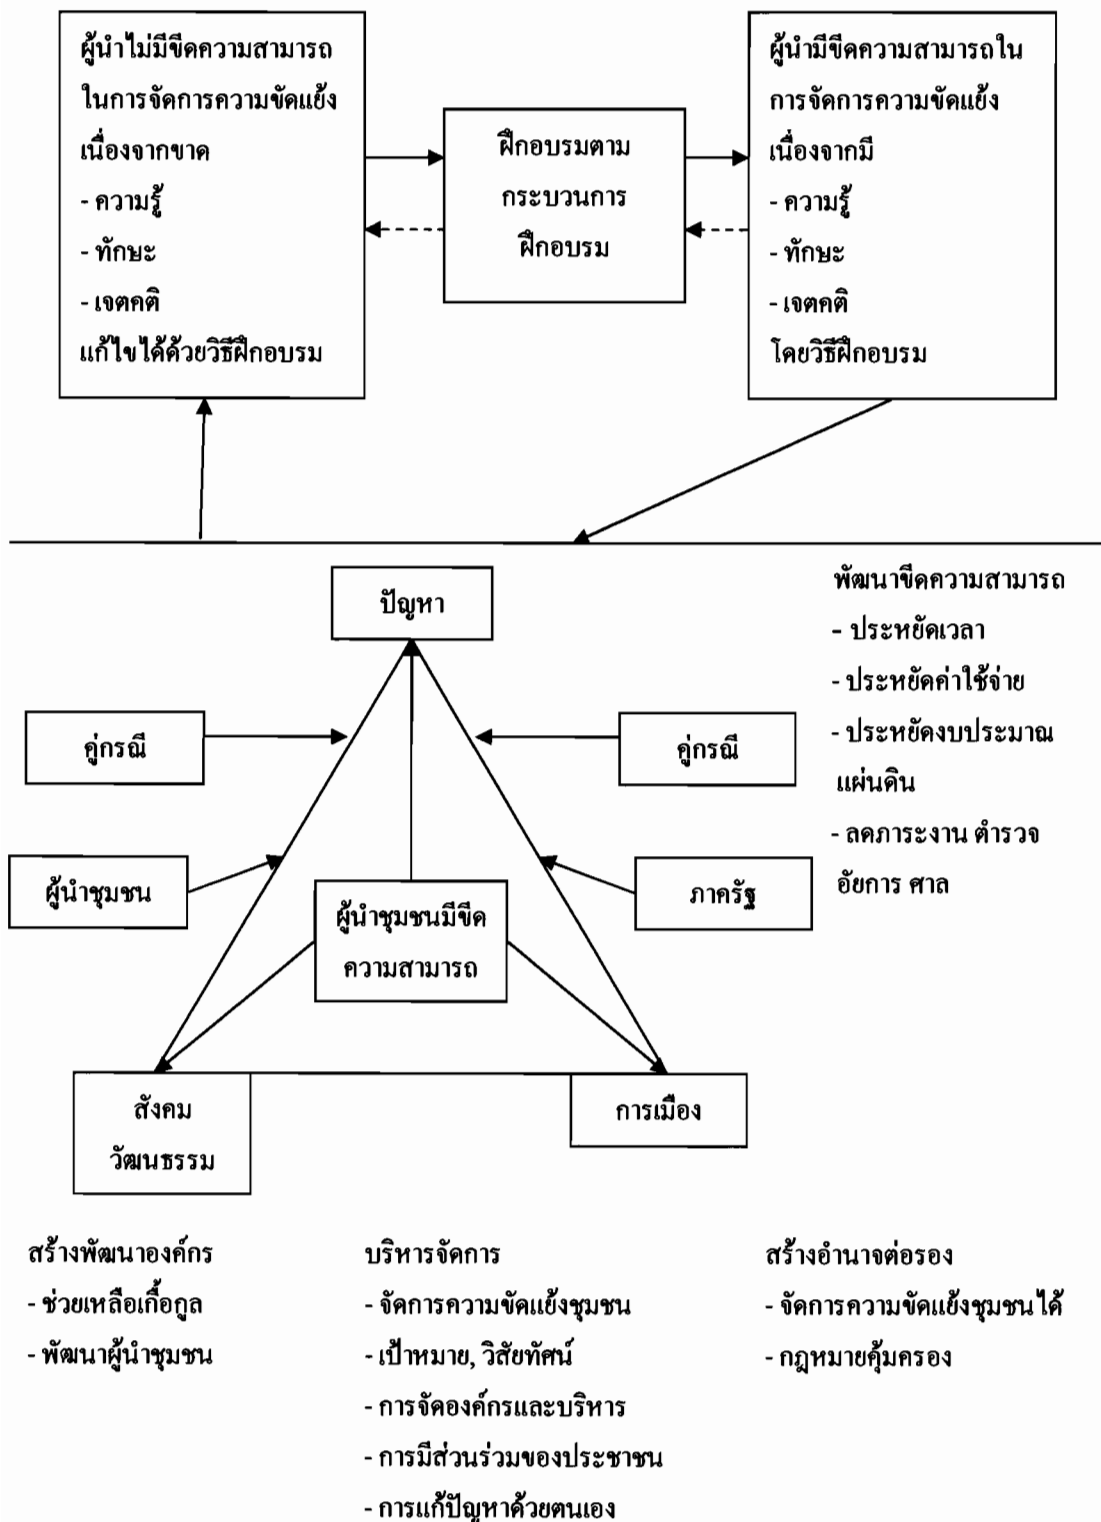 ผู้นำไม่มีขีดความสามารถ
ในการจัดการความขัดแย้ง
เนื่องจากขาด
- ความรู้
- ทักษะ
- เจตคติ
แก้ไขได้ด้วยวิธีฝึกอบรม
ฝึกอบรมตาม
กระบวนการ
ฝึกอบรม
ผู้นำมีขีดความสามารถใน
การจัดการความขัดแย้ง
เนื่องจากมี
- ความรู้
- ทักษะ
- เจตคติ
โดยวิธีฝึกอบรม
ปัญหา
คู่กรณี
คู่กรณี
ผู้นำชุมชน
ภาครัฐ
ผู้นำชุมชนมีขีด
ความสามารถ
สังคม
วัฒนธรรม
การเมือง
พัฒนาขีดความสามารถ
- ประหยัดเวลา
- ประหยัดค่าใช้จ่าย
- ประหยัดงบประมาณ
แผ่นดิน
- ลดภาระงาน ตำรวจ
อัยการ ศาล
สร้างพัฒนาองค์กร
- ช่วยเหลือเกื้อกูล
- พัฒนาผู้นำชุมชน
บริหารจัดการ
- จัดการความขัดแย้งชุมชน
- เป้าหมาย, วิสัยทัศน์
- การจัดองค์กรและบริหาร
- การมีส่วนร่วมของประชาชน
- การแก้ปัญหาด้วยตนเอง
สร้างอำนาจต่อรอง
- จัดการความขัดแย้งชุมชนได้
- กฎหมายคุ้มครอง